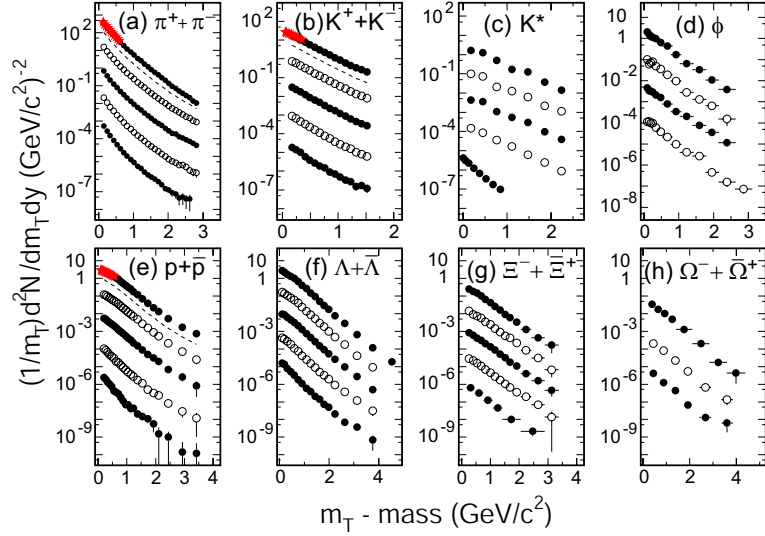 (a) π⁺+π⁻ (b) K⁺+K⁻ (c) K* (d) ϕ
10² 10² 10² 1
10⁻¹ 10⁻¹ 10⁻¹ 10⁻²
10⁻⁴ 10⁻⁴ 10⁻⁴ 10⁻⁴
10⁻⁷ 10⁻⁷ 10⁻⁷ 10⁻⁶
10⁻⁸
0 1 2 3 0 1 2 0 1 2 0 1 2 3
(1/m_T)d²N/dm_Tdy (GeV/c²)⁻²
(e) p+p̄ (f) Λ+Λ̄ (g) Ξ⁻+Ξ̄⁺ (h) Ω⁻+Ω̄⁺
10 10 10 10
1 1 1 1
10⁻³ 10⁻³ 10⁻³ 10⁻³
10⁻⁶ 10⁻⁶ 10⁻⁶ 10⁻⁶
10⁻⁹ 10⁻⁹ 10⁻⁹ 10⁻⁹
0 1 2 3 4 0 2 4 0 1 2 3 4 0 2 4
m_T - mass (GeV/c²)